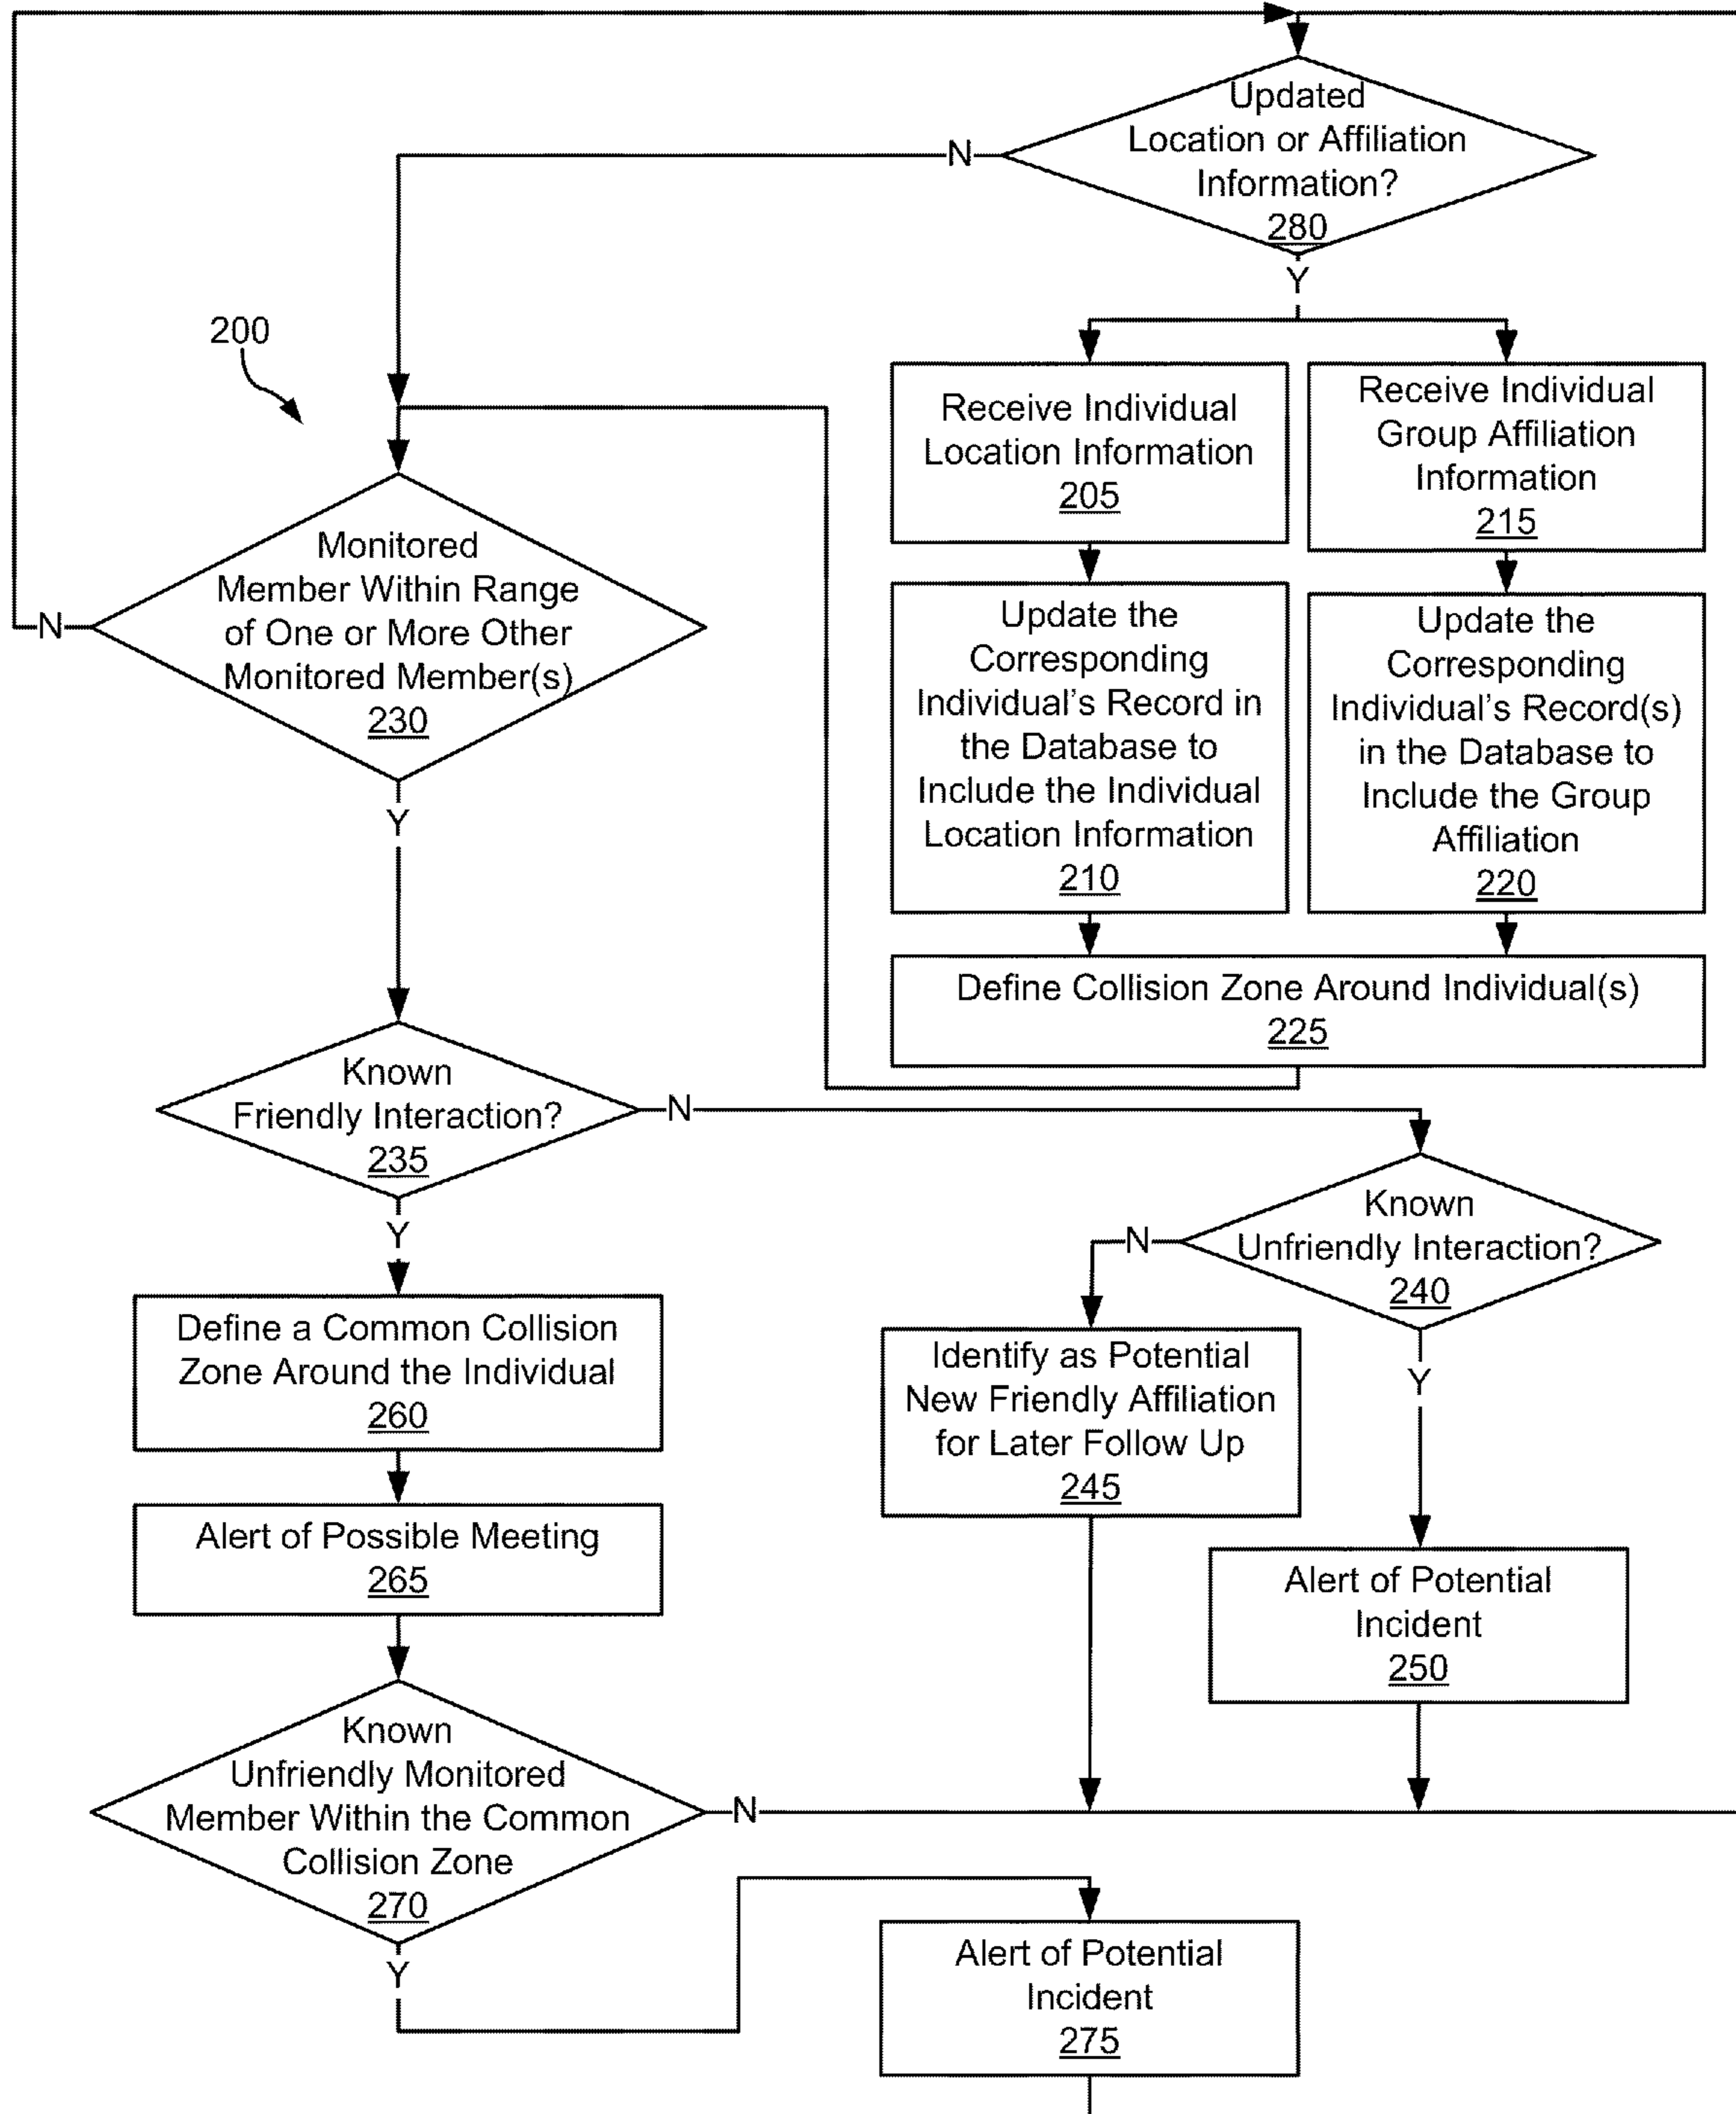 Updated
Location or Affiliation
Information?
280
N
Y
200
Receive Individual
Location Information
205
Receive Individual
Group Affiliation
Information
215
Monitored
Member Within Range
of One or More Other
Monitored Member(s)
230
N
Y
Update the
Corresponding
Individual's Record in
the Database to
Include the Individual
Location Information
210
Update the
Corresponding
Individual's Record(s)
in the Database to
Include the Group
Affiliation
220
Define Collision Zone Around Individual(s)
225
Known
Friendly Interaction?
235
N
Y
Known
Unfriendly Interaction?
240
N
Y
Define a Common Collision
Zone Around the Individual
260
Identify as Potential
New Friendly Affiliation
for Later Follow Up
245
Alert of Possible Meeting
265
Alert of Potential
Incident
250
Known
Unfriendly Monitored
Member Within the Common
Collision Zone
270
N
Y
Alert of Potential
Incident
275